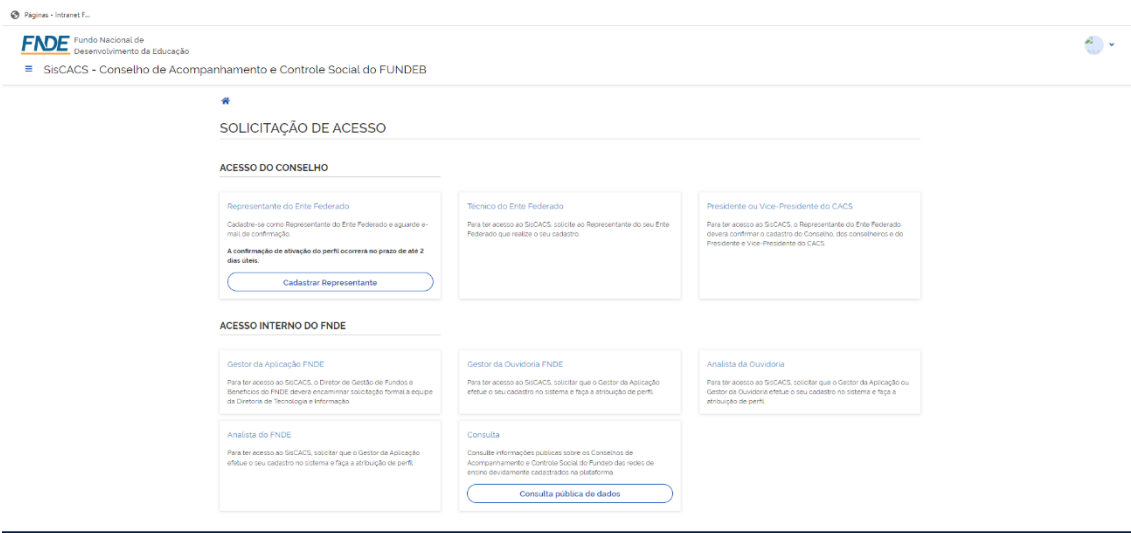 Páginas - Intranet F...
FNDE
Fundo Nacional de
Desenvolvimento da Educação
SisCACS - Conselho de Acompanhamento e Controle Social do FUNDEB
SOLICITAÇÃO DE ACESSO
ACESSO DO CONSELHO
Representante do Ente Federado
Cadastre-se como Representante do Ente Federado e aguarde e-
mail de confirmação.
A confirmação de ativação do perfil ocorrerá no prazo de até 2
dias úteis.
Cadastrar Representante
Técnico do Ente Federado
Para ter acesso ao SisCACS, solicite ao Representante do seu Ente
Federado que realize o seu cadastro.
Presidente ou Vice-Presidente do CACS
Para ter acesso ao SisCACS, o Representante do Ente Federado
deverá confirmar o cadastro do Conselho, dos conselheiros e do
Presidente e Vice-Presidente do CACS.
ACESSO INTERNO DO FNDE
Gestor da Aplicação FNDE
Para ter acesso ao SisCACS, o Diretor de Gestão de Fundos e
Benefícios do FNDE deverá encaminhar solicitação formal à equipe
da Diretoria de Tecnologia e Informação.
Gestor da Ouvidoria FNDE
Para ter acesso ao SisCACS, solicitar que o Gestor da Aplicação
efetue o seu cadastro no sistema e faça a atribuição de perfil.
Analista da Ouvidoria
Para ter acesso ao SisCACS, solicitar que o Gestor da Aplicação ou
Gestor da Ouvidoria efetue o seu cadastro no sistema e faça a
atribuição de perfil.
Analista do FNDE
Para ter acesso ao SisCACS, solicitar que o Gestor da Aplicação
efetue o seu cadastro no sistema e faça a atribuição de perfil.
Consulta
Consulte informações públicas sobre os Conselhos de
Acompanhamento e Controle Social do Fundeb das redes de
ensino devidamente cadastrados na plataforma.
Consulta pública de dados